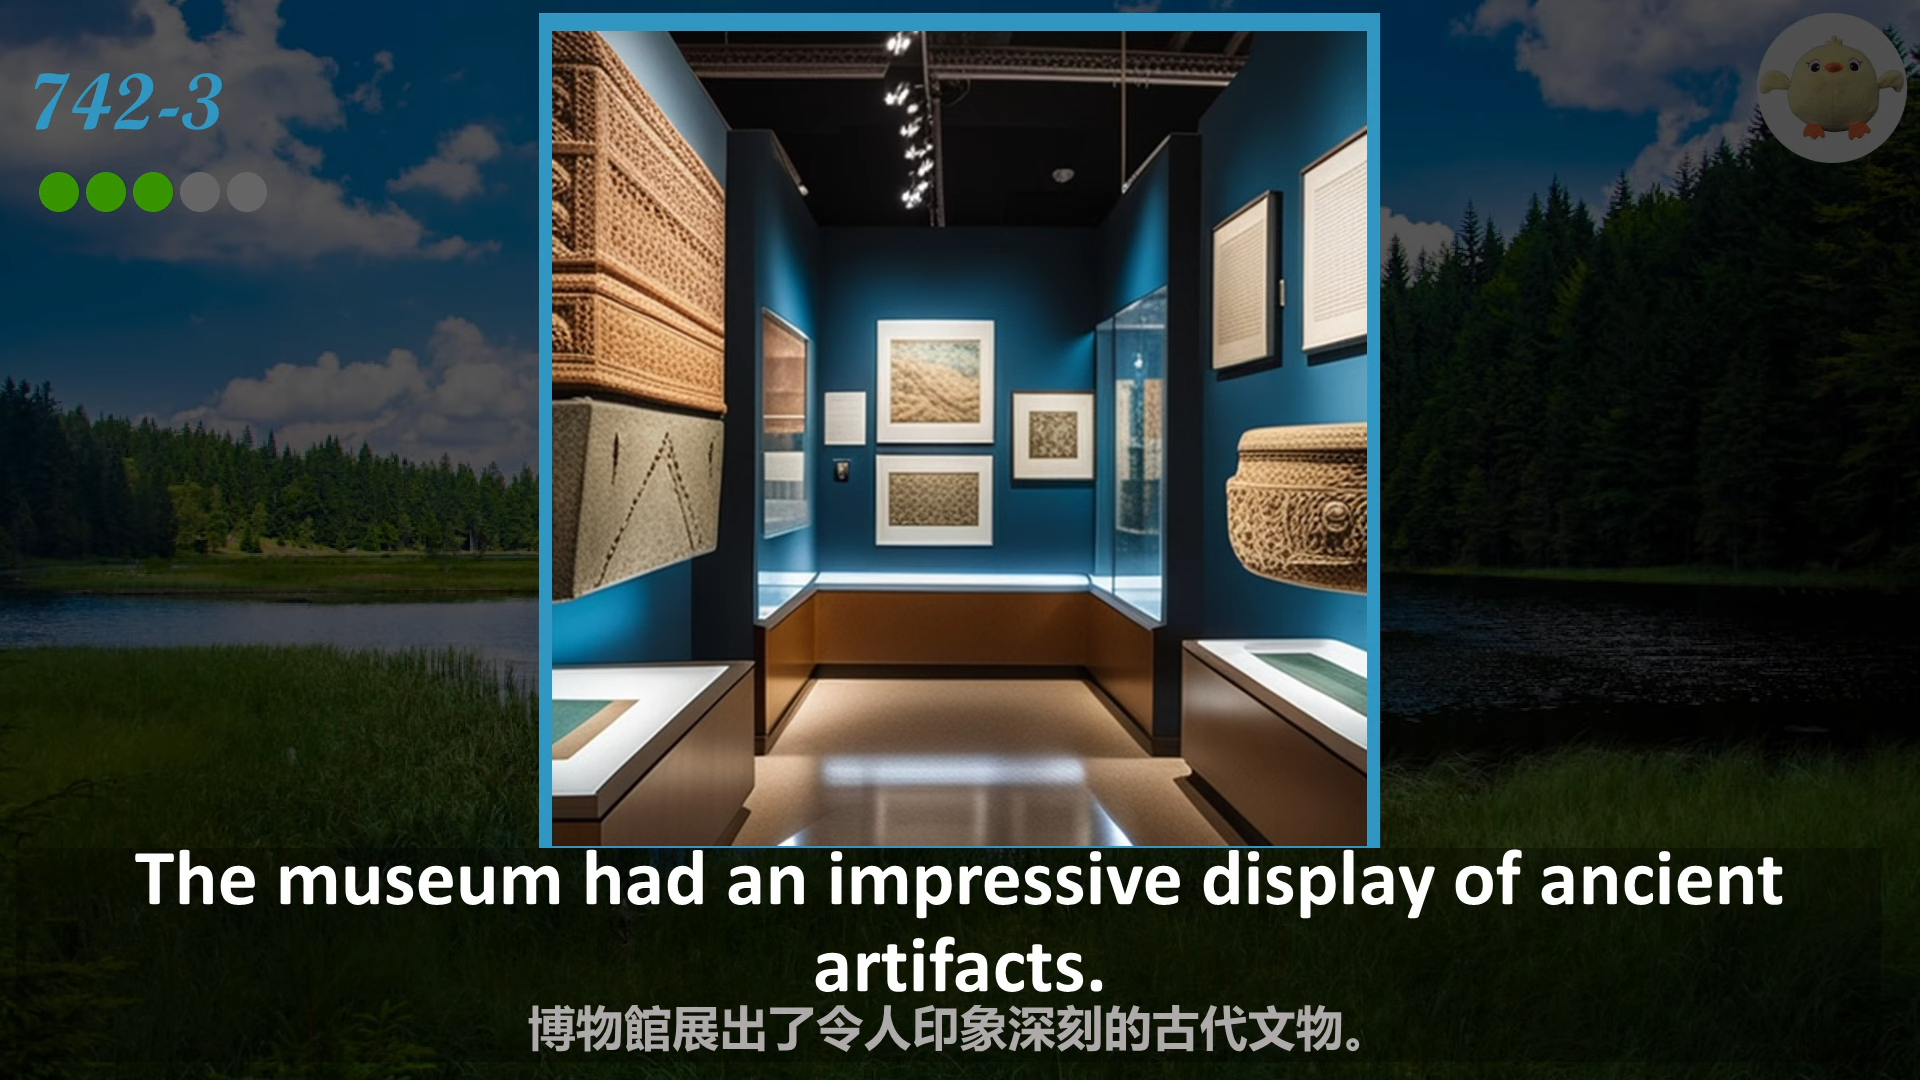 742-3
The museum had an impressive display of ancient
artifacts.
博物館展出了令人印象深刻的古代文物。